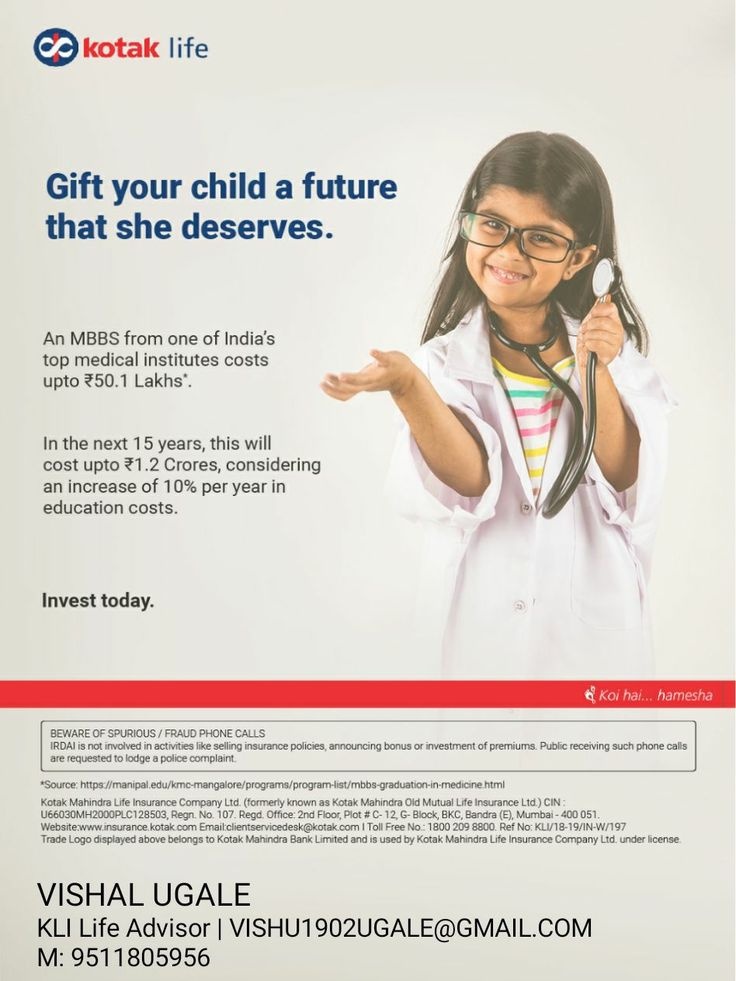 kotak life
Gift your child a future
that she deserves.
An MBBS from one of India's
top medical institutes costs
upto ₹50.1 Lakhs*.
In the next 15 years, this will
cost upto ₹1.2 Crores, considering
an increase of 10% per year in
education costs.
Invest today.
Koi hai... hamesha
BEWARE OF SPURIOUS / FRAUD PHONE CALLS
IRDAI is not involved in activities like selling insurance policies, announcing bonus or investment of premiums. Public receiving such phone calls
are requested to lodge a police complaint.
*Source: https://manipal.edu/kmc-mangalore/programs/program-list/mbbs-graduation-in-medicine.html
Kotak Mahindra Life Insurance Company Ltd. (formerly known as Kotak Mahindra Old Mutual Life Insurance Ltd.) CIN :
U66030MH2000PLC128503, Regn. No. 107. Regd. Office: 2nd Floor, Plot # C- 12, G- Block, BKC, Bandra (E), Mumbai - 400 051.
Website:www.insurance.kotak.com Email:clientservicedesk@kotak.com I Toll Free No.: 1800 209 8800. Ref No: KLI/18-19/IN-W/197
Trade Logo displayed above belongs to Kotak Mahindra Bank Limited and is used by Kotak Mahindra Life Insurance Company Ltd. under license.
VISHAL UGALE
KLI Life Advisor | VISHU1902UGALE@GMAIL.COM
M: 9511805956